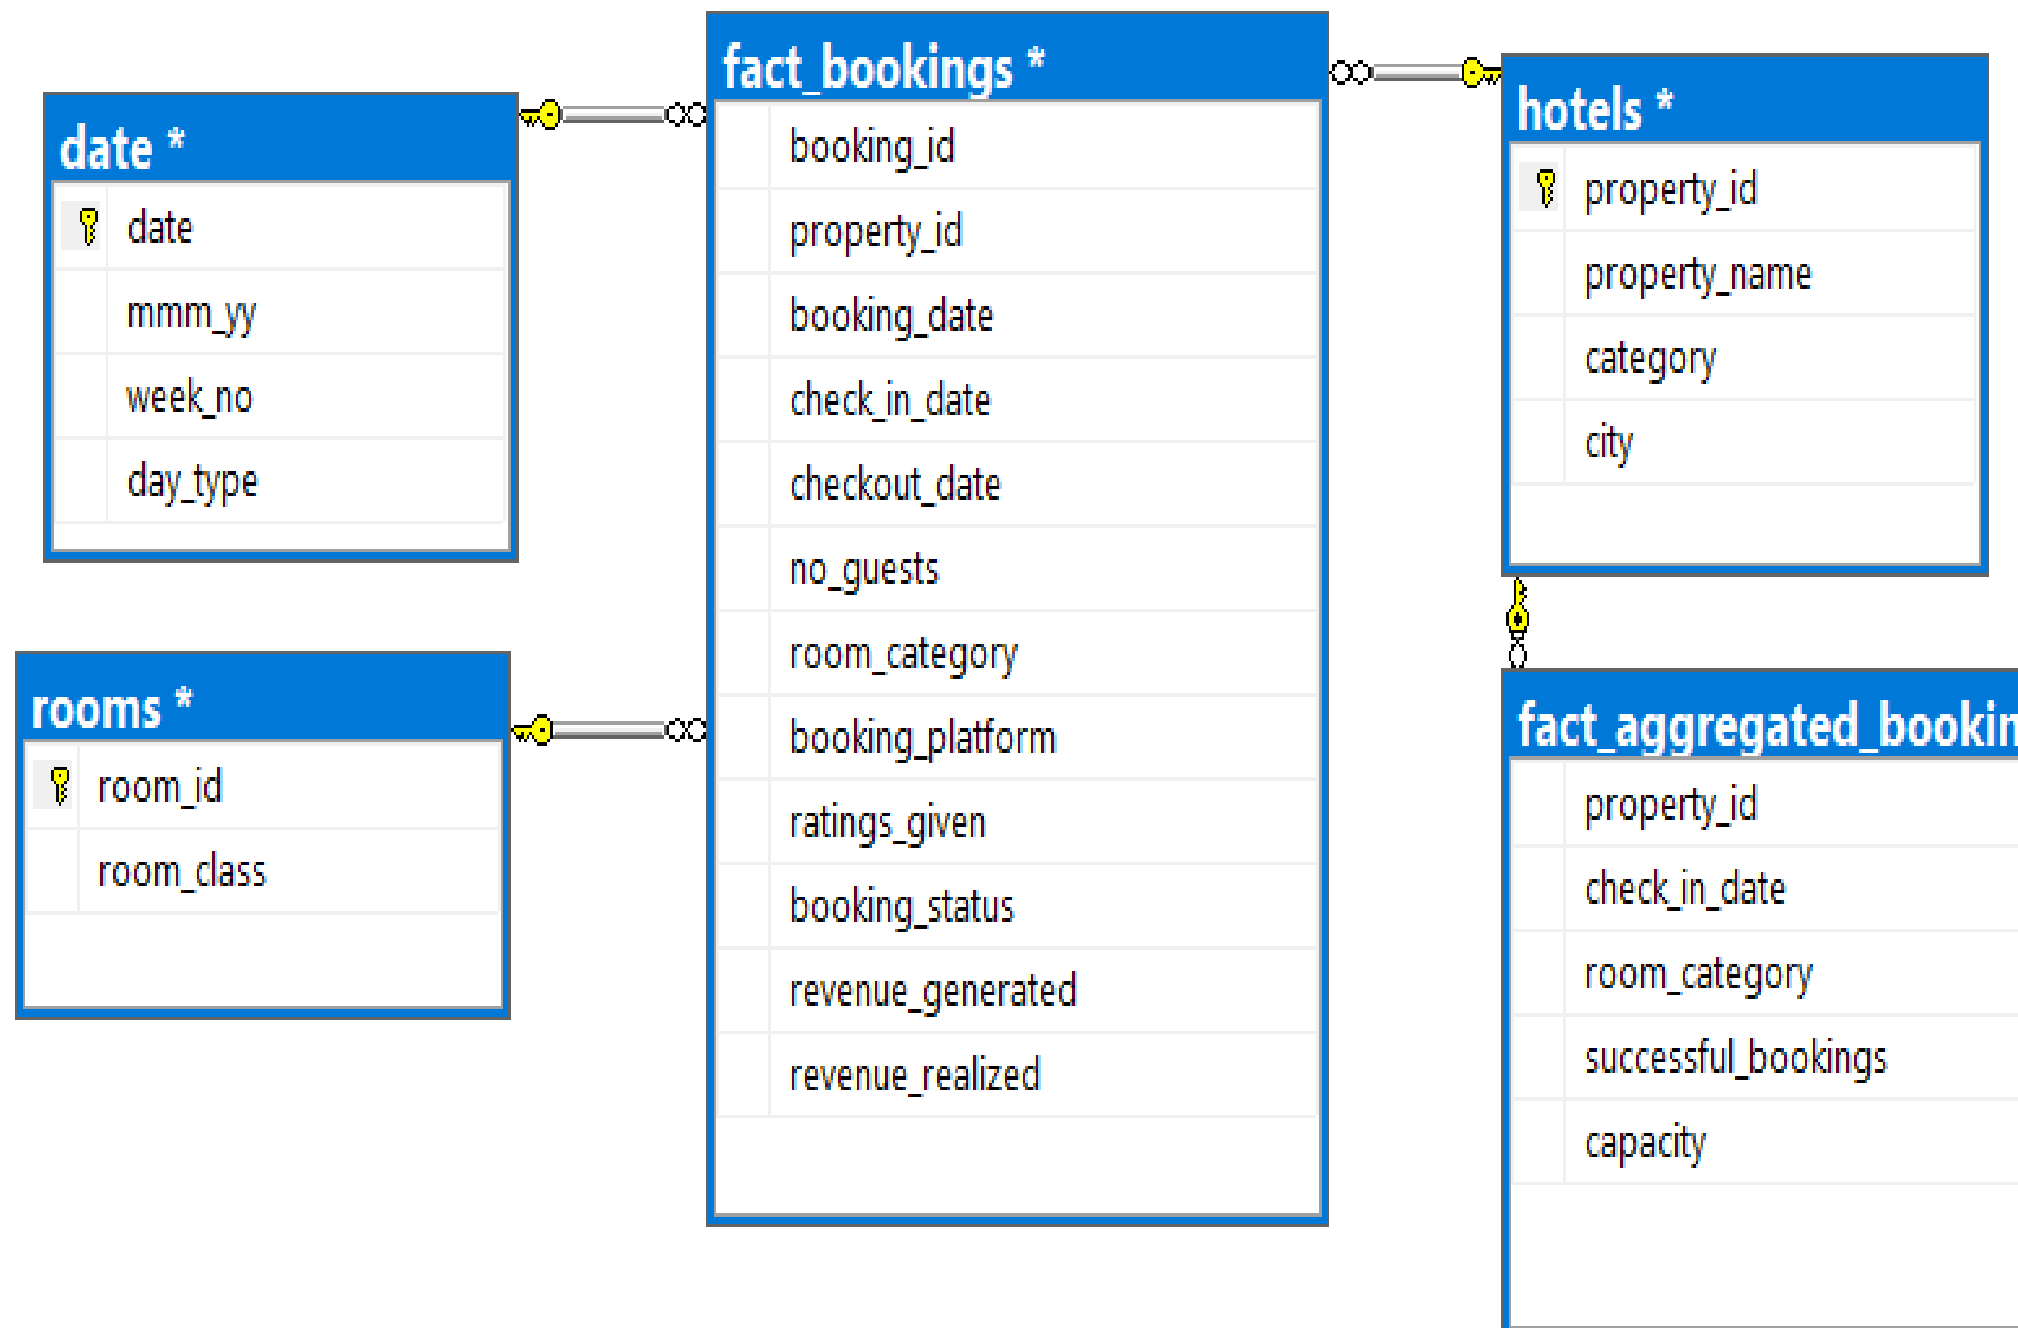 date *
date
mmm_yy
week_no
day_type
rooms *
room_id
room_class
fact_bookings *
booking_id
property_id
booking_date
check_in_date
checkout_date
no_guests
room_category
booking_platform
ratings_given
booking_status
revenue_generated
revenue_realized
hotels *
property_id
property_name
category
city
fact_aggregated_bookin
property_id
check_in_date
room_category
successful_bookings
capacity